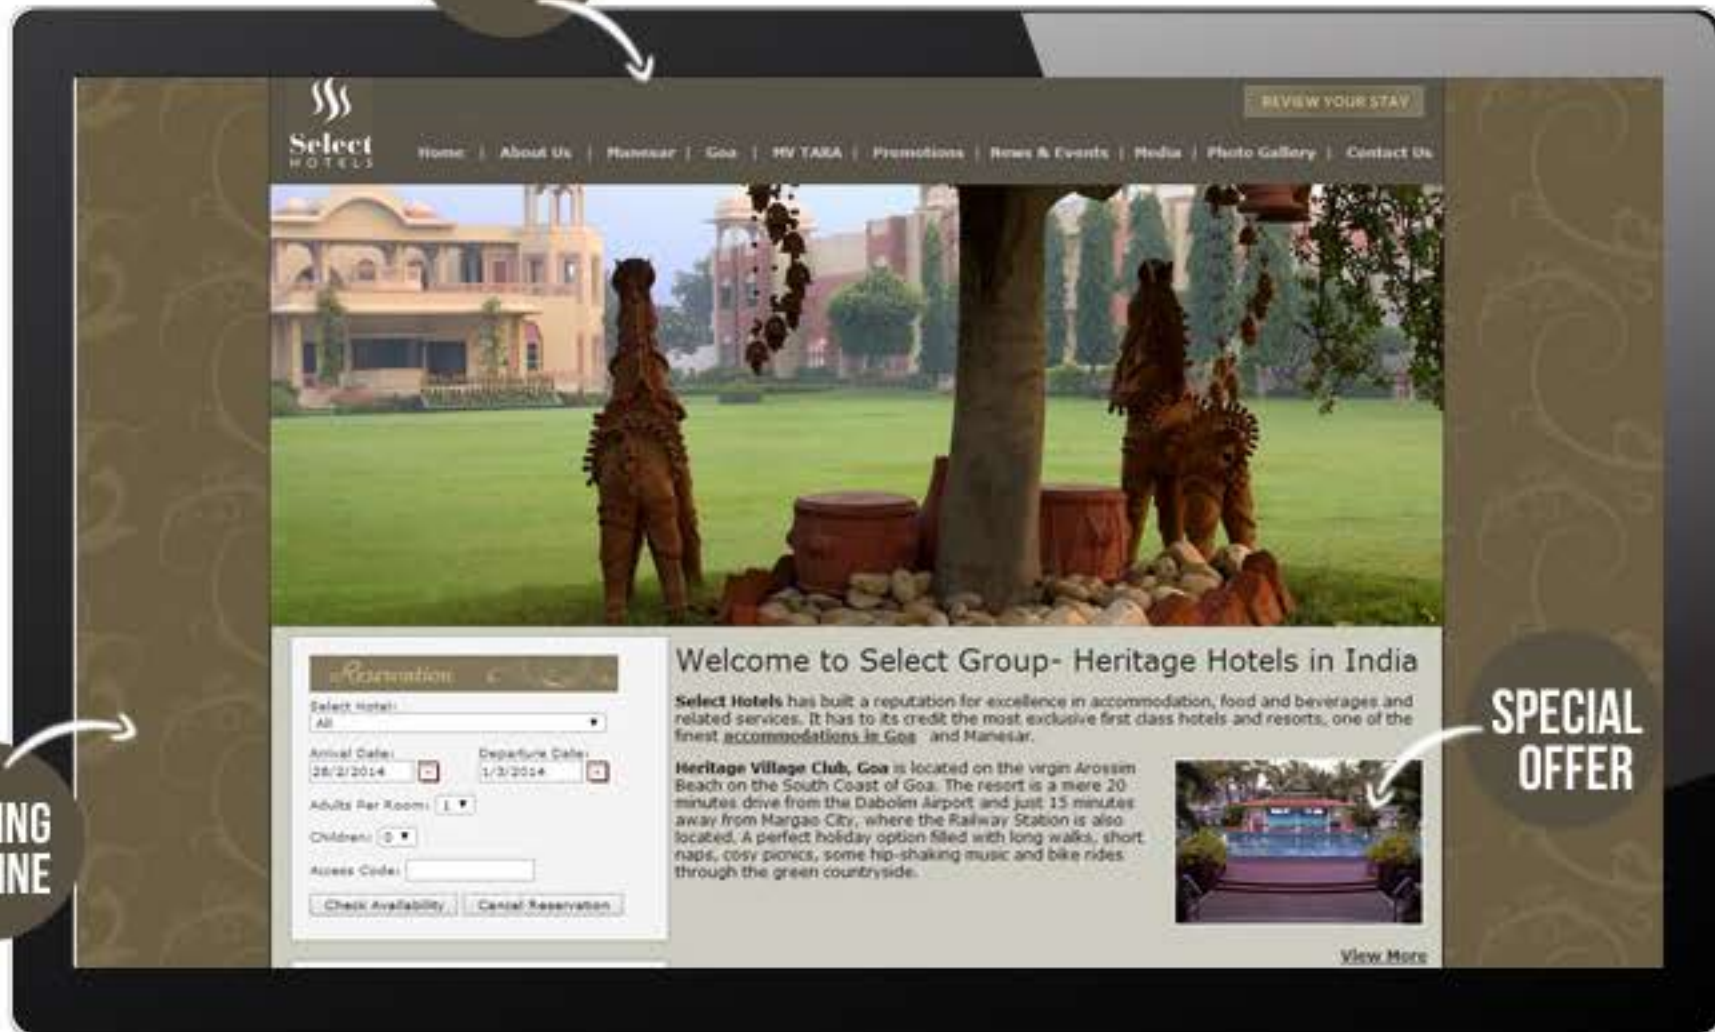 REVIEW YOUR STAY
Select
HOTELS
Home | About Us | Manesar | Goa | MV TARA | Promotions | News & Events | Media | Photo Gallery | Contact Us
Reservation
Select Hotel:
All
Arrival Date:
Departure Date:
28/2/2014
1/3/2014
Adults Per Room: 1
Children: 0
Access Code:
Check Availability
Cancel Reservation
Welcome to Select Group- Heritage Hotels in India
Select Hotels has built a reputation for excellence in accommodation, food and beverages and
related services. It has to its credit the most exclusive first class hotels and resorts, one of the
finest accommodations in Goa and Manesar.
Heritage Village Club, Goa is located on the virgin Arossim
Beach on the South Coast of Goa. The resort is a mere 20
minutes drive from the Dabolim Airport and just 15 minutes
away from Margao City, where the Railway Station is also
located. A perfect holiday option filled with long walks, short
naps, cosy picnics, some hip-shaking music and bike rides
through the green countryside.
View More
SPECIAL
OFFER